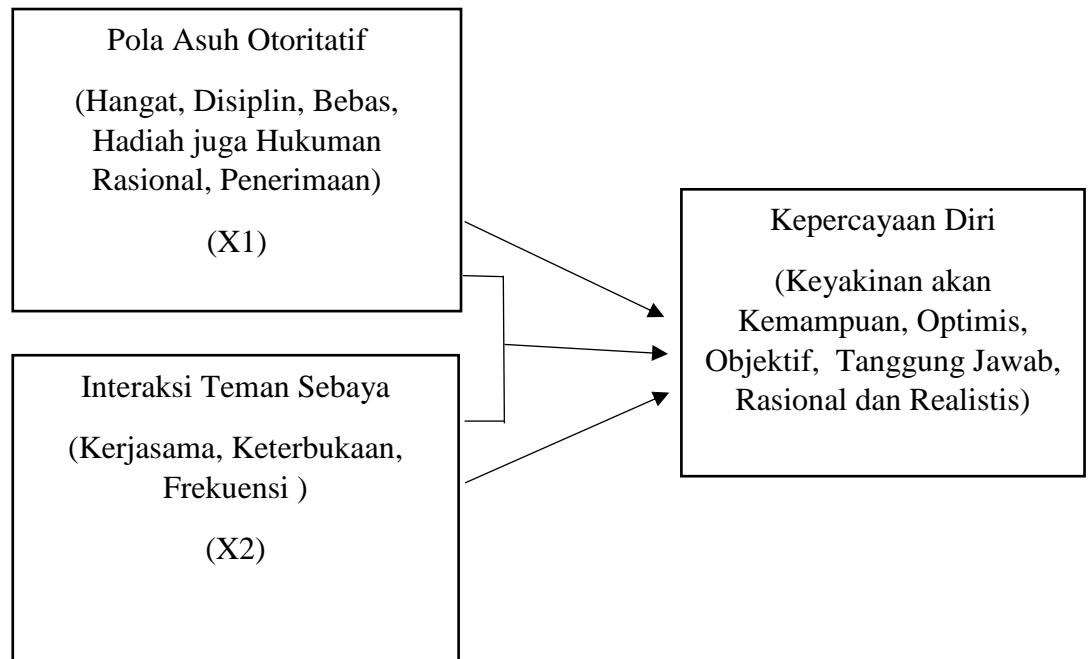 Pola Asuh Otoritatif
(Hangat, Disiplin, Bebas,
Hadiah juga Hukuman
Rasional, Penerimaan)
(X1)
Interaksi Teman Sebaya
(Kerjasama, Keterbukaan,
Frekuensi )
(X2)
Kepercayaan Diri
(Keyakinan akan
Kemampuan, Optimis,
Objektif,  Tanggung Jawab,
Rasional dan Realistis)